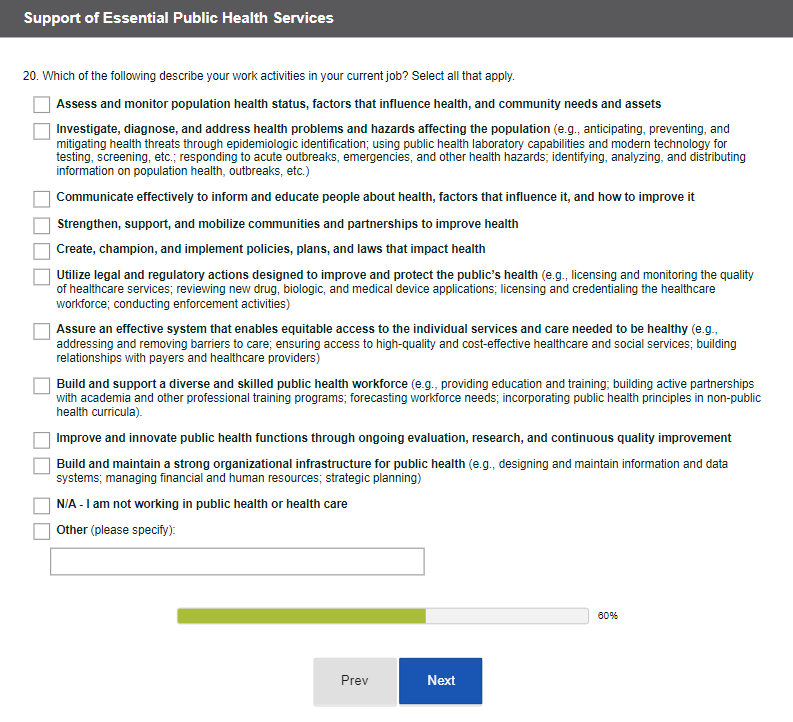 Support of Essential Public Health Services
20. Which of the following describe your work activities in your current job? Select all that apply.
Assess and monitor population health status, factors that influence health, and community needs and assets
Investigate, diagnose, and address health problems and hazards affecting the population (e.g., anticipating, preventing, and
mitigating health threats through epidemiologic identification; using public health laboratory capabilities and modern technology for
testing, screening, etc.; responding to acute outbreaks, emergencies, and other health hazards; identifying, analyzing, and distributing
information on population health, outbreaks, etc.)
Communicate effectively to inform and educate people about health, factors that influence it, and how to improve it
Strengthen, support, and mobilize communities and partnerships to improve health
Create, champion, and implement policies, plans, and laws that impact health
Utilize legal and regulatory actions designed to improve and protect the public's health (e.g., licensing and monitoring the quality
of healthcare services; reviewing new drug, biologic, and medical device applications; licensing and credentialing the healthcare
workforce; conducting enforcement activities)
Assure an effective system that enables equitable access to the individual services and care needed to be healthy (e.g.,
addressing and removing barriers to care; ensuring access to high-quality and cost-effective healthcare and social services; building
relationships with payers and healthcare providers)
Build and support a diverse and skilled public health workforce (e.g., providing education and training; building active partnerships
with academia and other professional training programs; forecasting workforce needs; incorporating public health principles in non-public
health curricula).
Improve and innovate public health functions through ongoing evaluation, research, and continuous quality improvement
Build and maintain a strong organizational infrastructure for public health (e.g., designing and maintain information and data
systems; managing financial and human resources; strategic planning)
N/A - I am not working in public health or health care
Other (please specify):
60%
Prev
Next